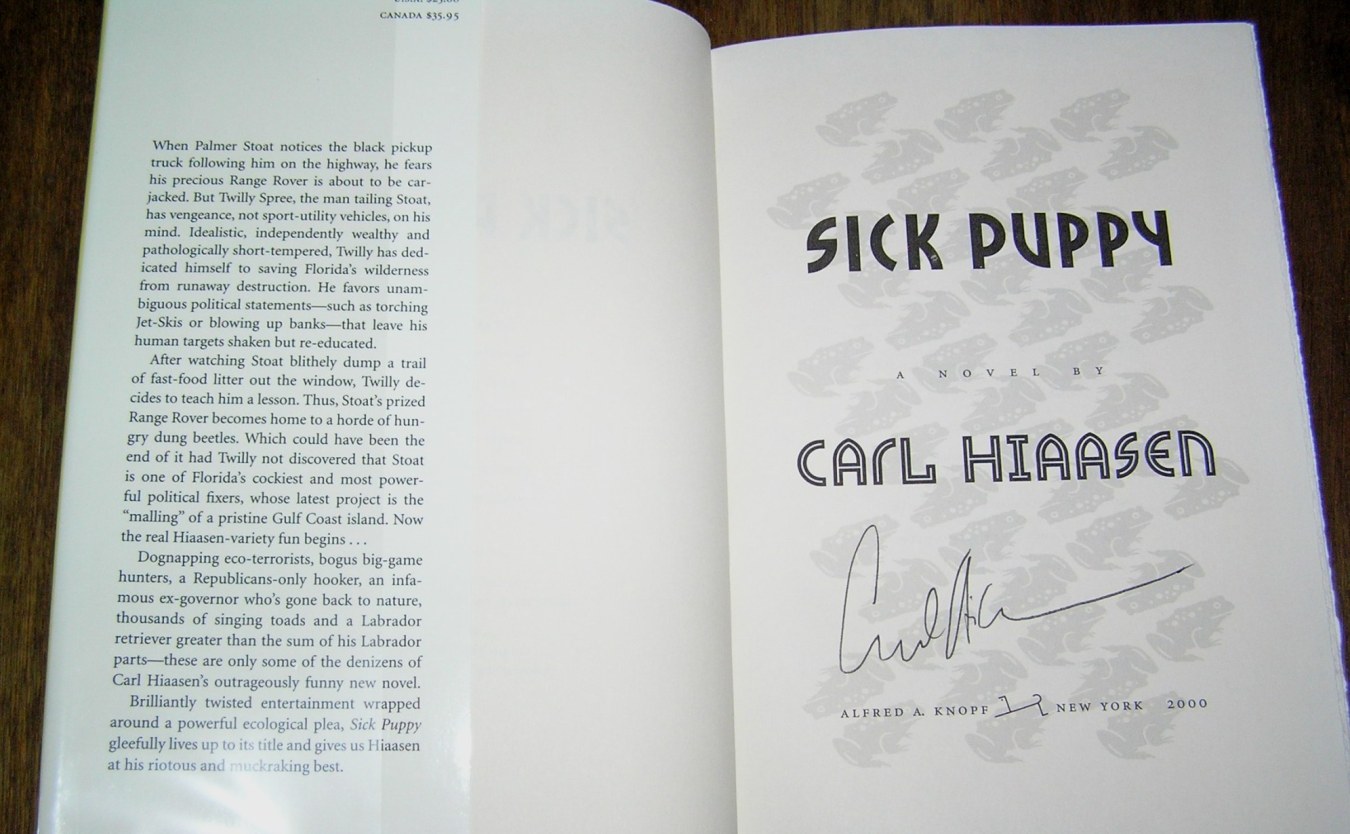 CANADA $35.95
When Palmer Stoat notices the black pickup
truck following him on the highway, he fears
his precious Range Rover is about to be car-
jacked. But Twilly Spree, the man tailing Stoat,
has vengeance, not sport-utility vehicles, on his
mind. Idealistic, independently wealthy and
pathologically short-tempered, Twilly has ded-
icated himself to saving Florida's wilderness
from runaway destruction. He favors unam-
biguous political statements—such as torching
Jet-Skis or blowing up banks—that leave his
human targets shaken but re-educated.
After watching Stoat blithely dump a trail
of fast-food litter out the window, Twilly de-
cides to teach him a lesson. Thus, Stoat's prized
Range Rover becomes home to a horde of hun-
gry dung beetles. Which could have been the
end of it had Twilly not discovered that Stoat
is one of Florida's cockiest and most power-
ful political fixers, whose latest project is the
"malling" of a pristine Gulf Coast island. Now
the real Hiaasen-variety fun begins . . .
Dognapping eco-terrorists, bogus big-game
hunters, a Republicans-only hooker, an infa-
mous ex-governor who's gone back to nature,
thousands of singing toads and a Labrador
retriever greater than the sum of his Labrador
parts—these are only some of the denizens of
Carl Hiaasen's outrageously funny new novel.
Brilliantly twisted entertainment wrapped
around a powerful ecological plea, Sick Puppy
gleefully lives up to its title and gives us Hiaasen
at his riotous and muckraking best.
SICK PUPPY
A NOVEL BY
CARL HIAASEN
ALFRED A. KNOPF NEW YORK 2000